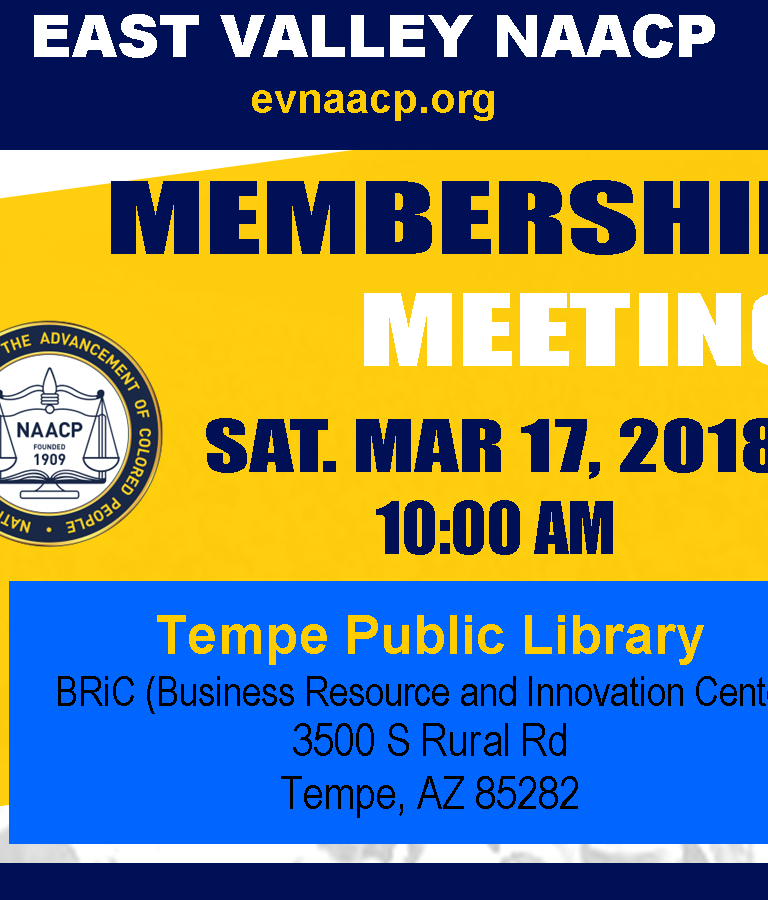 EAST VALLEY NAACP
evnaacp.org
MEMBERSHI
MEETIN
THE ADVANCEMENT OF COLORED PEOPLE • NATI
NAACP
FOUNDED
1909
SAT. MAR 17, 2018
10:00 AM
Tempe Public Library
BRiC (Business Resource and Innovation Cent
3500 S Rural Rd
Tempe, AZ 85282